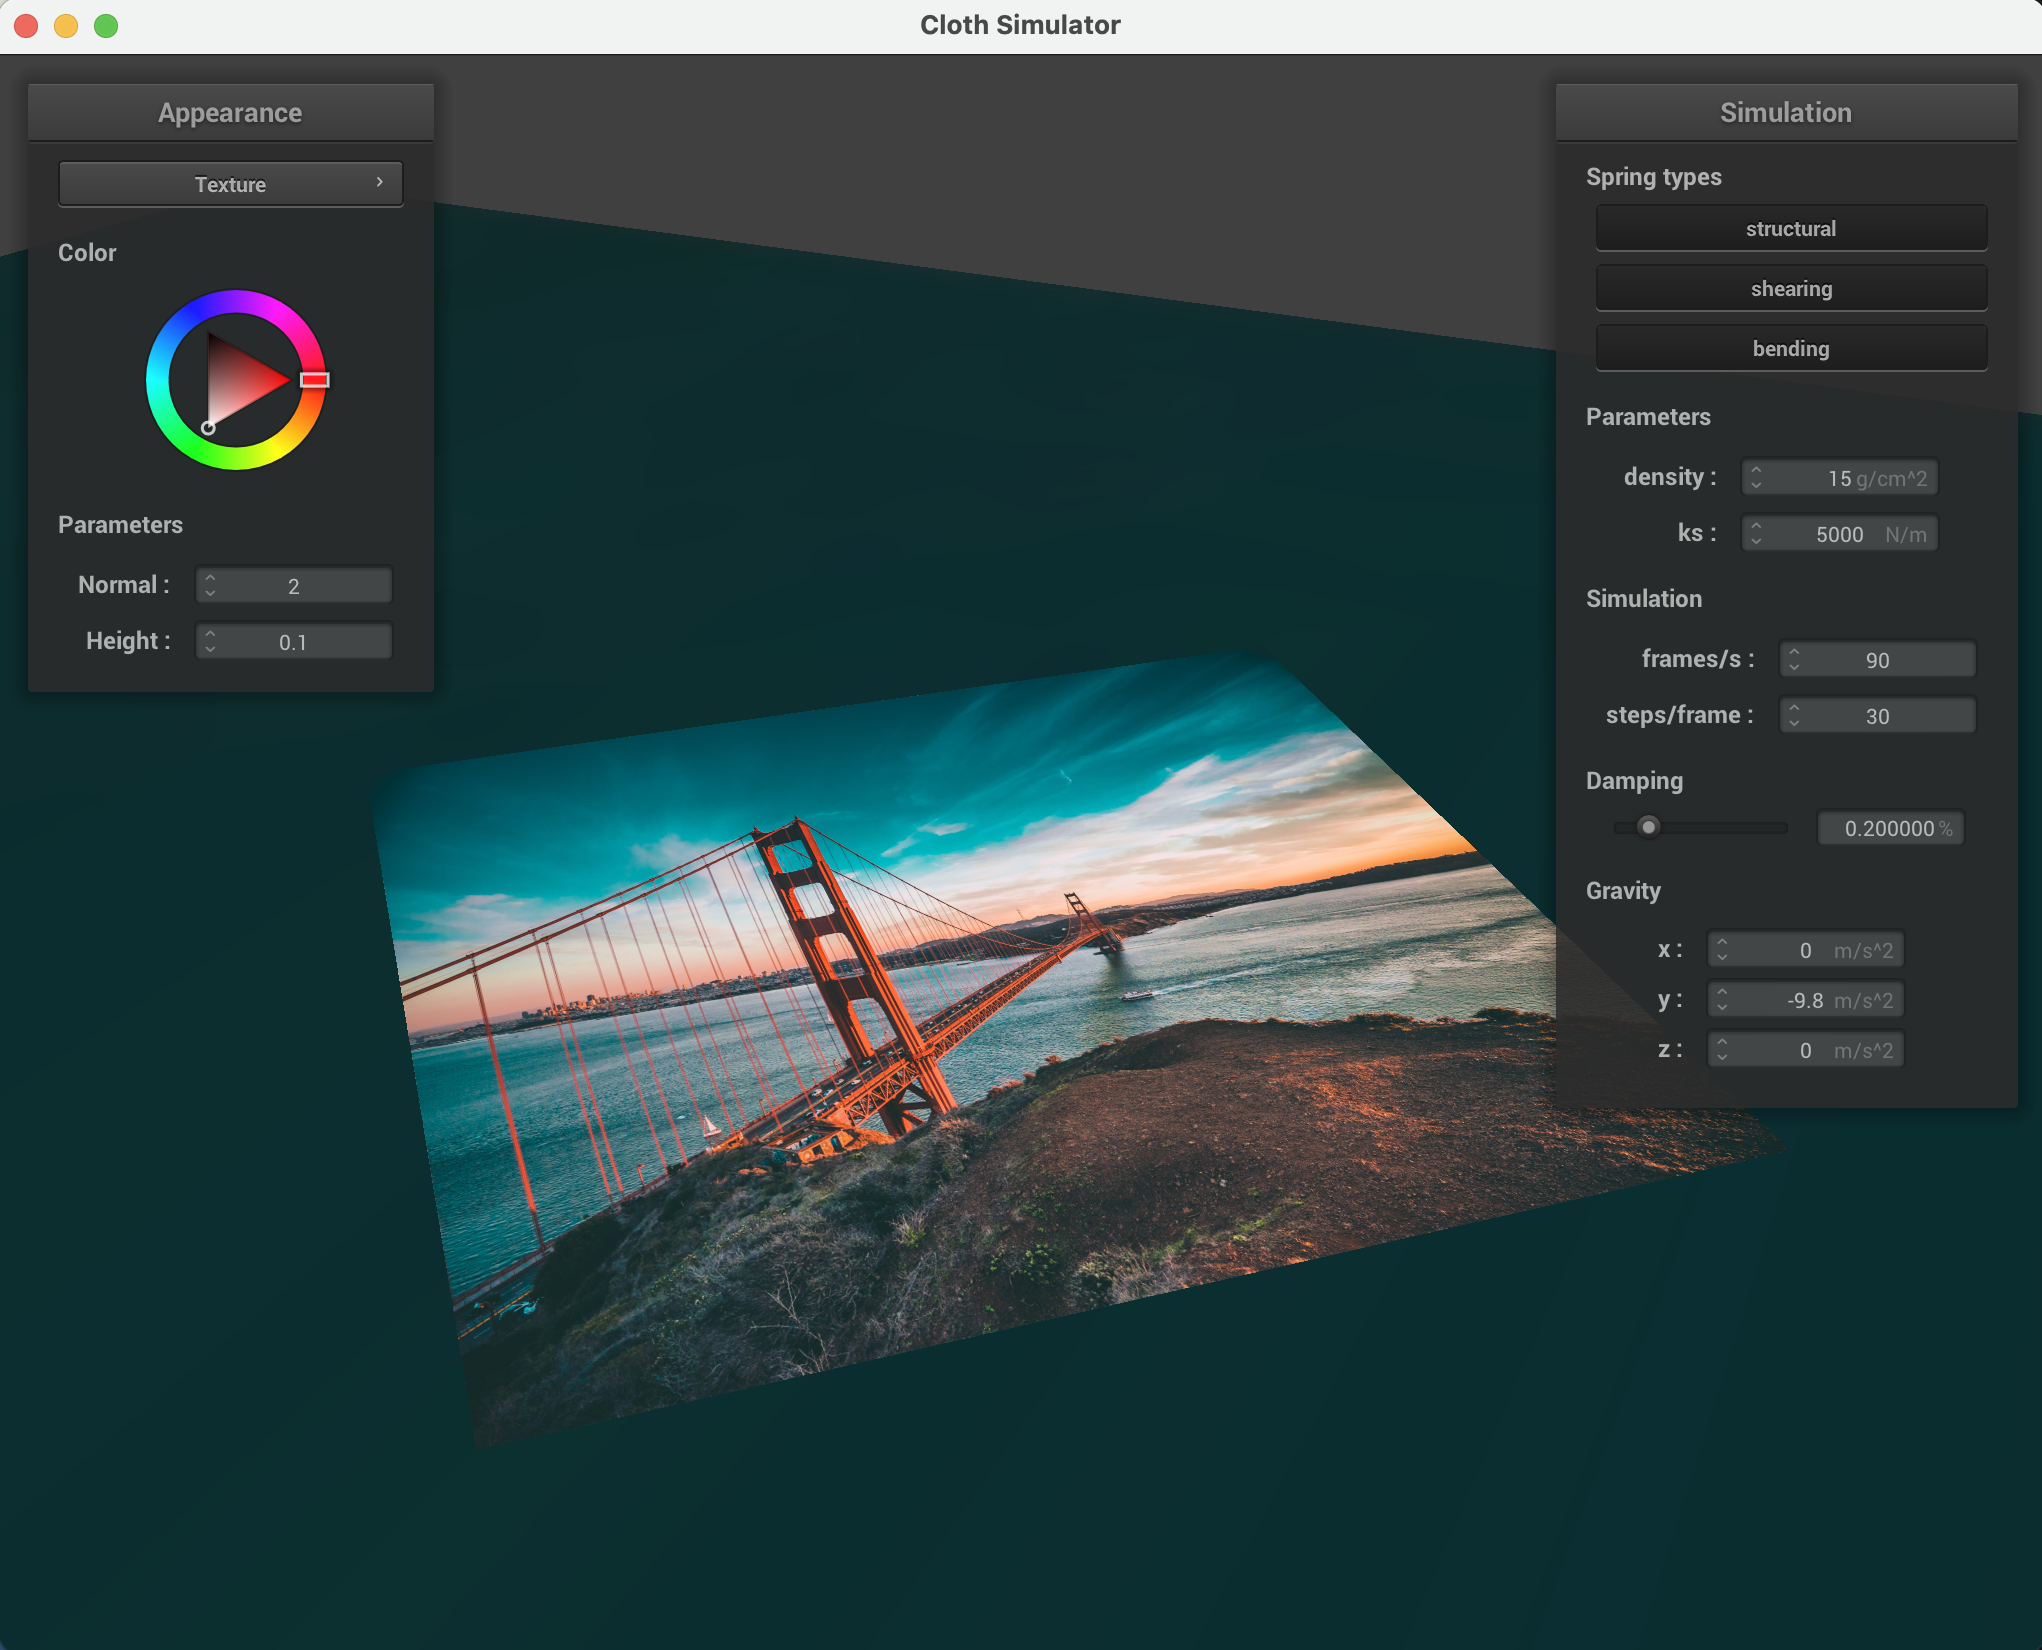 Cloth Simulator
Appearance
Texture
Color
Parameters
Normal : 2
Height : 0.1
Simulation
Spring types
structural
shearing
bending
Parameters
density : 15 g/cm^2
ks : 5000 N/m
Simulation
frames/s : 90
steps/frame : 30
Damping
0.200000 %
Gravity
x : 0 m/s^2
y : -9.8 m/s^2
z : 0 m/s^2